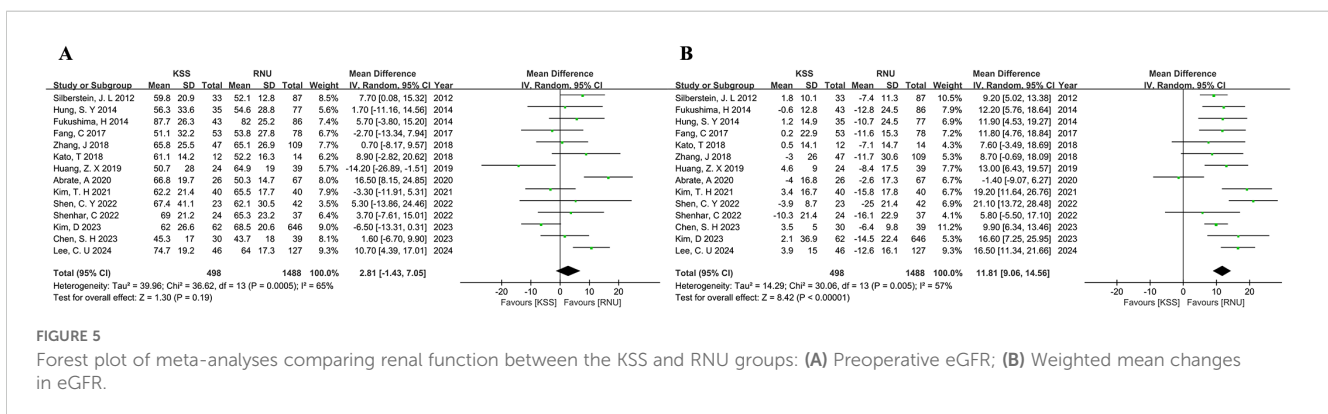 A
KSS RNU Mean Difference Mean Difference
Study or Subgroup Mean SD Total Mean SD Total Weight IV, Random, 95% CI Year IV, Random, 95% CI
Silberstein, J. L 2012 59.8 20.9 33 52.1 12.8 87 8.5% 7.70 [0.08, 15.32] 2012
Hung, S. Y 2014 56.3 33.6 35 54.6 28.8 77 5.6% 1.70 [-11.16, 14.56] 2014
Fukushima, H 2014 87.7 26.3 43 82 25.2 86 7.4% 5.70 [-3.80, 15.20] 2014
Fang, C 2017 51.1 32.2 53 53.8 27.8 78 6.7% -2.70 [-13.34, 7.94] 2017
Zhang, J 2018 65.8 25.5 47 65.1 26.9 109 7.8% 0.70 [-8.17, 9.57] 2018
Kato, T 2018 61.1 14.2 12 52.2 16.3 14 6.2% 8.90 [-2.82, 20.62] 2018
Huang, Z. X 2019 50.7 28 24 64.9 19 39 5.7% -14.20 [-26.89, -1.51] 2019
Abrate, A 2020 66.8 19.7 26 50.3 14.7 67 8.1% 16.50 [8.15, 24.85] 2020
Kim, T. H 2021 62.2 21.4 40 65.5 17.7 40 7.9% -3.30 [-11.91, 5.31] 2021
Shen, C. Y 2022 67.4 41.1 23 62.1 30.5 42 3.4% 5.30 [-13.86, 24.46] 2022
Shenhar, C 2022 69 21.2 24 65.3 23.2 37 6.4% 3.70 [-7.61, 15.01] 2022
Kim, D 2023 62 26.6 62 68.5 20.6 646 9.0% -6.50 [-13.31, 0.31] 2023
Chen, S. H 2023 45.3 17 30 43.7 18 39 8.1% 1.60 [-6.70, 9.90] 2023
Lee, C. U 2024 74.7 19.2 46 64 17.3 127 9.2% 10.70 [4.39, 17.01] 2024
Total (95% CI) 498 1488 100.0% 2.81 [-1.43, 7.05]
Heterogeneity: Tau² = 39.96; Chi² = 36.62, df = 13 (P = 0.0005); I² = 65%
Test for overall effect: Z = 1.30 (P = 0.19)
-20 -10 0 10 20
Favours [KSS] Favours [RNU]
B
KSS RNU Mean Difference Mean Difference
Study or Subgroup Mean SD Total Mean SD Total Weight IV, Random, 95% CI Year IV, Random, 95% CI
Silberstein, J. L 2012 1.8 10.1 33 -7.4 11.3 87 10.5% 9.20 [5.02, 13.38] 2012
Fukushima, H 2014 -0.6 12.8 43 -12.8 24.5 86 7.7% 12.20 [5.76, 18.64] 2014
Hung, S. Y 2014 1.2 14.9 35 -10.7 24.5 77 6.8% 11.90 [4.53, 19.27] 2014
Fang, C 2017 0.2 22.9 53 -11.6 15.3 78 7.1% 11.80 [4.76, 18.84] 2017
Kato, T 2018 0.5 14.1 12 -7.1 14.7 14 4.3% 7.60 [-3.49, 18.69] 2018
Zhang, J 2018 -3 26 47 -11.7 30.6 109 5.0% 8.70 [-0.69, 18.09] 2018
Huang, Z. X 2019 4.6 9 24 -8.4 17.5 39 7.6% 13.00 [6.43, 19.57] 2019
Abrate, A 2020 -4 16.8 26 -2.6 17.3 67 6.6% -1.40 [-9.07, 6.27] 2020
Kim, T. H 2021 3.4 16.7 40 -15.8 17.8 40 6.7% 19.20 [11.64, 26.76] 2021
Shen, C. Y 2022 -3.9 8.7 23 -25 21.4 42 6.8% 21.10 [13.72, 28.48] 2022
Shenhar, C 2022 -10.3 21.4 24 -16.1 22.9 37 4.2% 5.80 [-5.50, 17.10] 2022
Chen, S. H 2023 3.5 5 30 -6.4 9.8 39 11.4% 9.90 [6.34, 13.46] 2023
Kim, D 2023 2.1 36.9 62 -14.5 22.4 646 5.0% 16.60 [7.25, 25.95] 2023
Lee, C. U 2024 3.9 15 46 -12.6 16.1 127 9.2% 16.50 [11.34, 21.66] 2024
Total (95% CI) 498 1488 100.0% 11.81 [9.06, 14.56]
Heterogeneity: Tau² = 14.29; Chi² = 30.06, df = 13 (P = 0.005); I² = 57%
Test for overall effect: Z = 8.42 (P < 0.00001)
-20 -10 0 10 20
Favours [KSS] Favours [RNU]
FIGURE 5
Forest plot of meta-analyses comparing renal function between the KSS and RNU groups: (A) Preoperative eGFR; (B) Weighted mean changes
in eGFR.